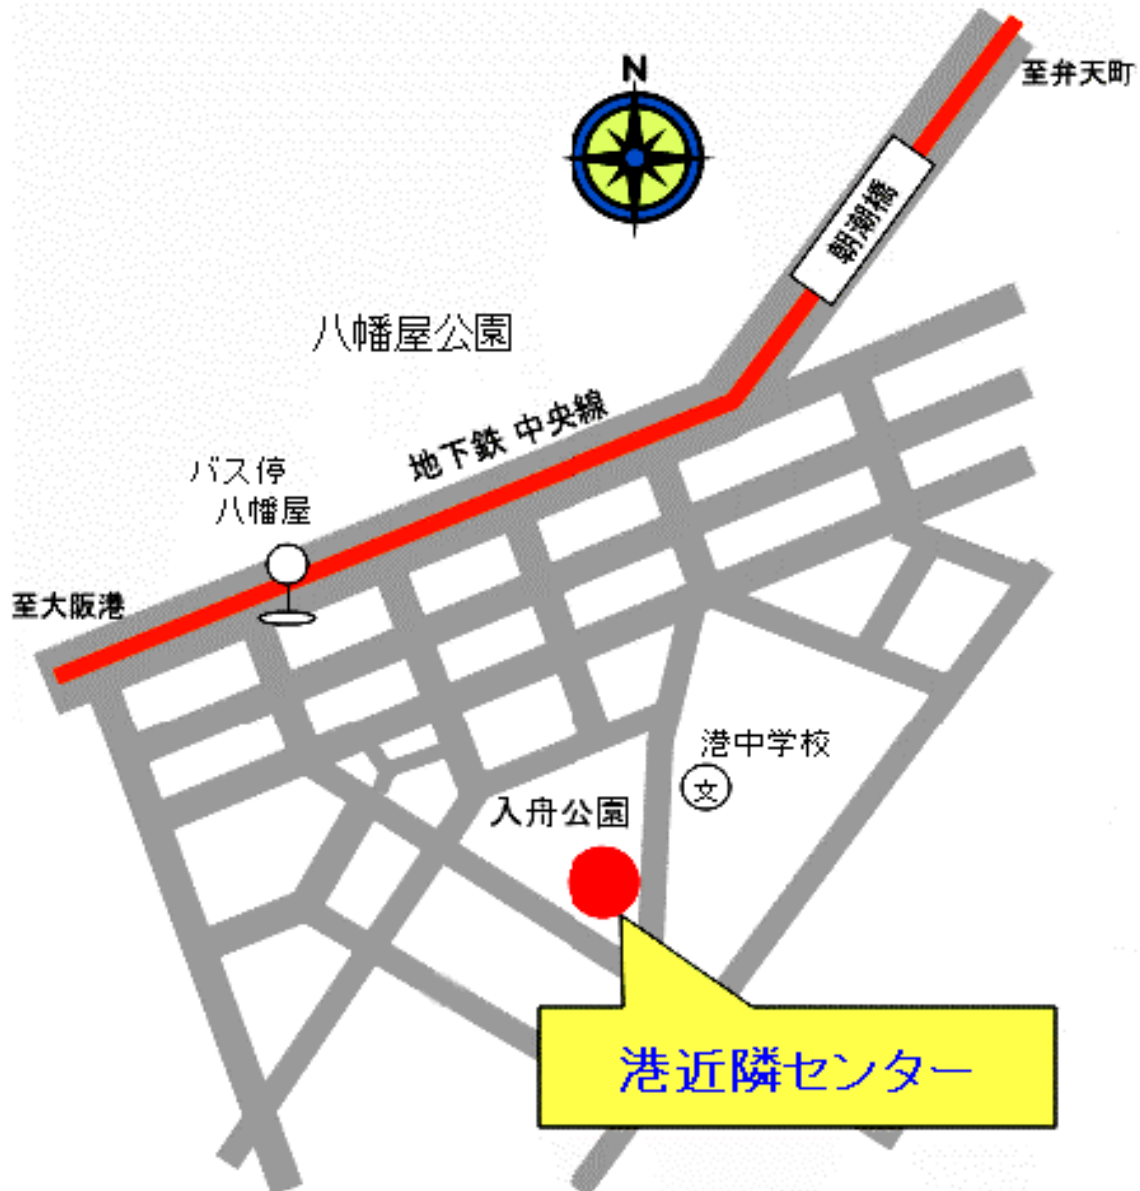 N
至弁天町
朝潮橋
八幡屋公園
地下鉄 中央線
バス停
八幡屋
至大阪港
港中学校
文
入舟公園
港近隣センター